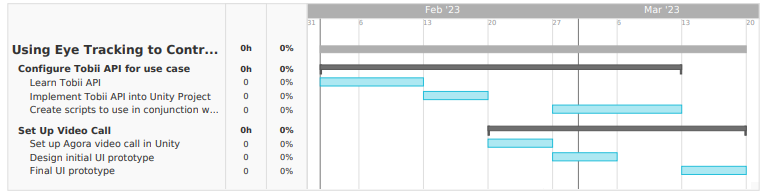 Feb '23 Mar '23
31 6 13 20 27 6 13 20
Using Eye Tracking to Contr... 0h 0%
Configure Tobii API for use case 0h 0%
Learn Tobii API 0 0%
Implement Tobii API into Unity Project 0 0%
Create scripts to use in conjunction w... 0 0%
Set Up Video Call 0h 0%
Set up Agora video call in Unity 0 0%
Design initial UI prototype 0 0%
Final UI prototype 0 0%